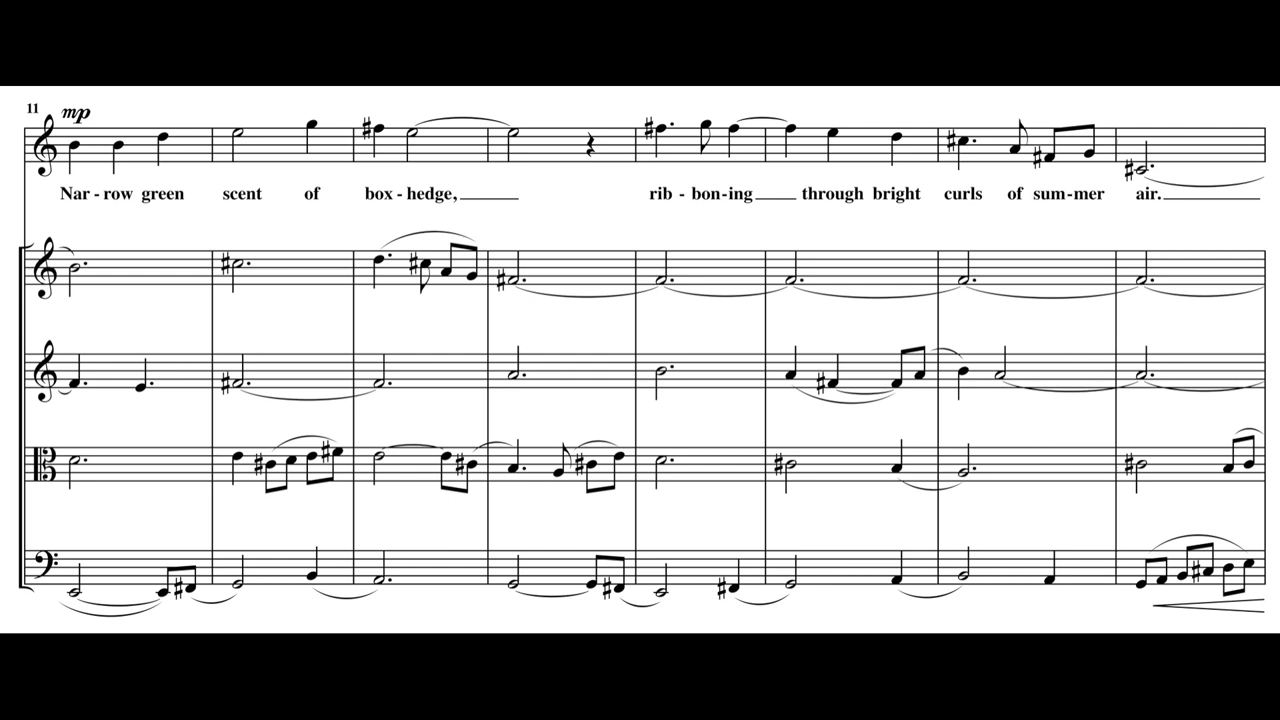 11
mp
Nar - row green scent of box - hedge, rib - bon - ing through bright curls of sum - mer air.